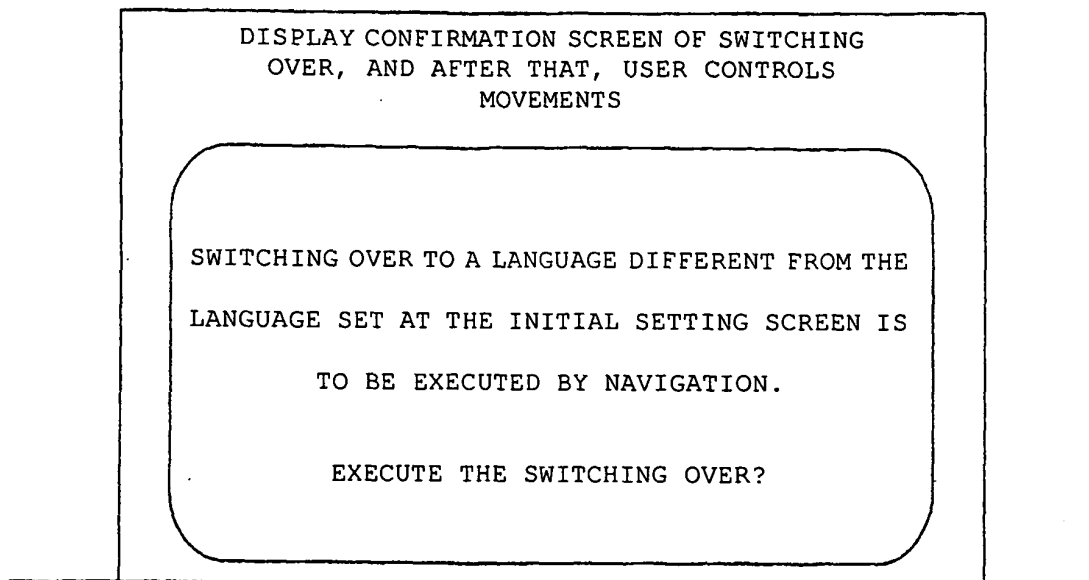 DISPLAY CONFIRMATION SCREEN OF SWITCHING
OVER, AND AFTER THAT, USER CONTROLS
MOVEMENTS
SWITCHING OVER TO A LANGUAGE DIFFERENT FROM THE
LANGUAGE SET AT THE INITIAL SETTING SCREEN IS
TO BE EXECUTED BY NAVIGATION.
EXECUTE THE SWITCHING OVER?